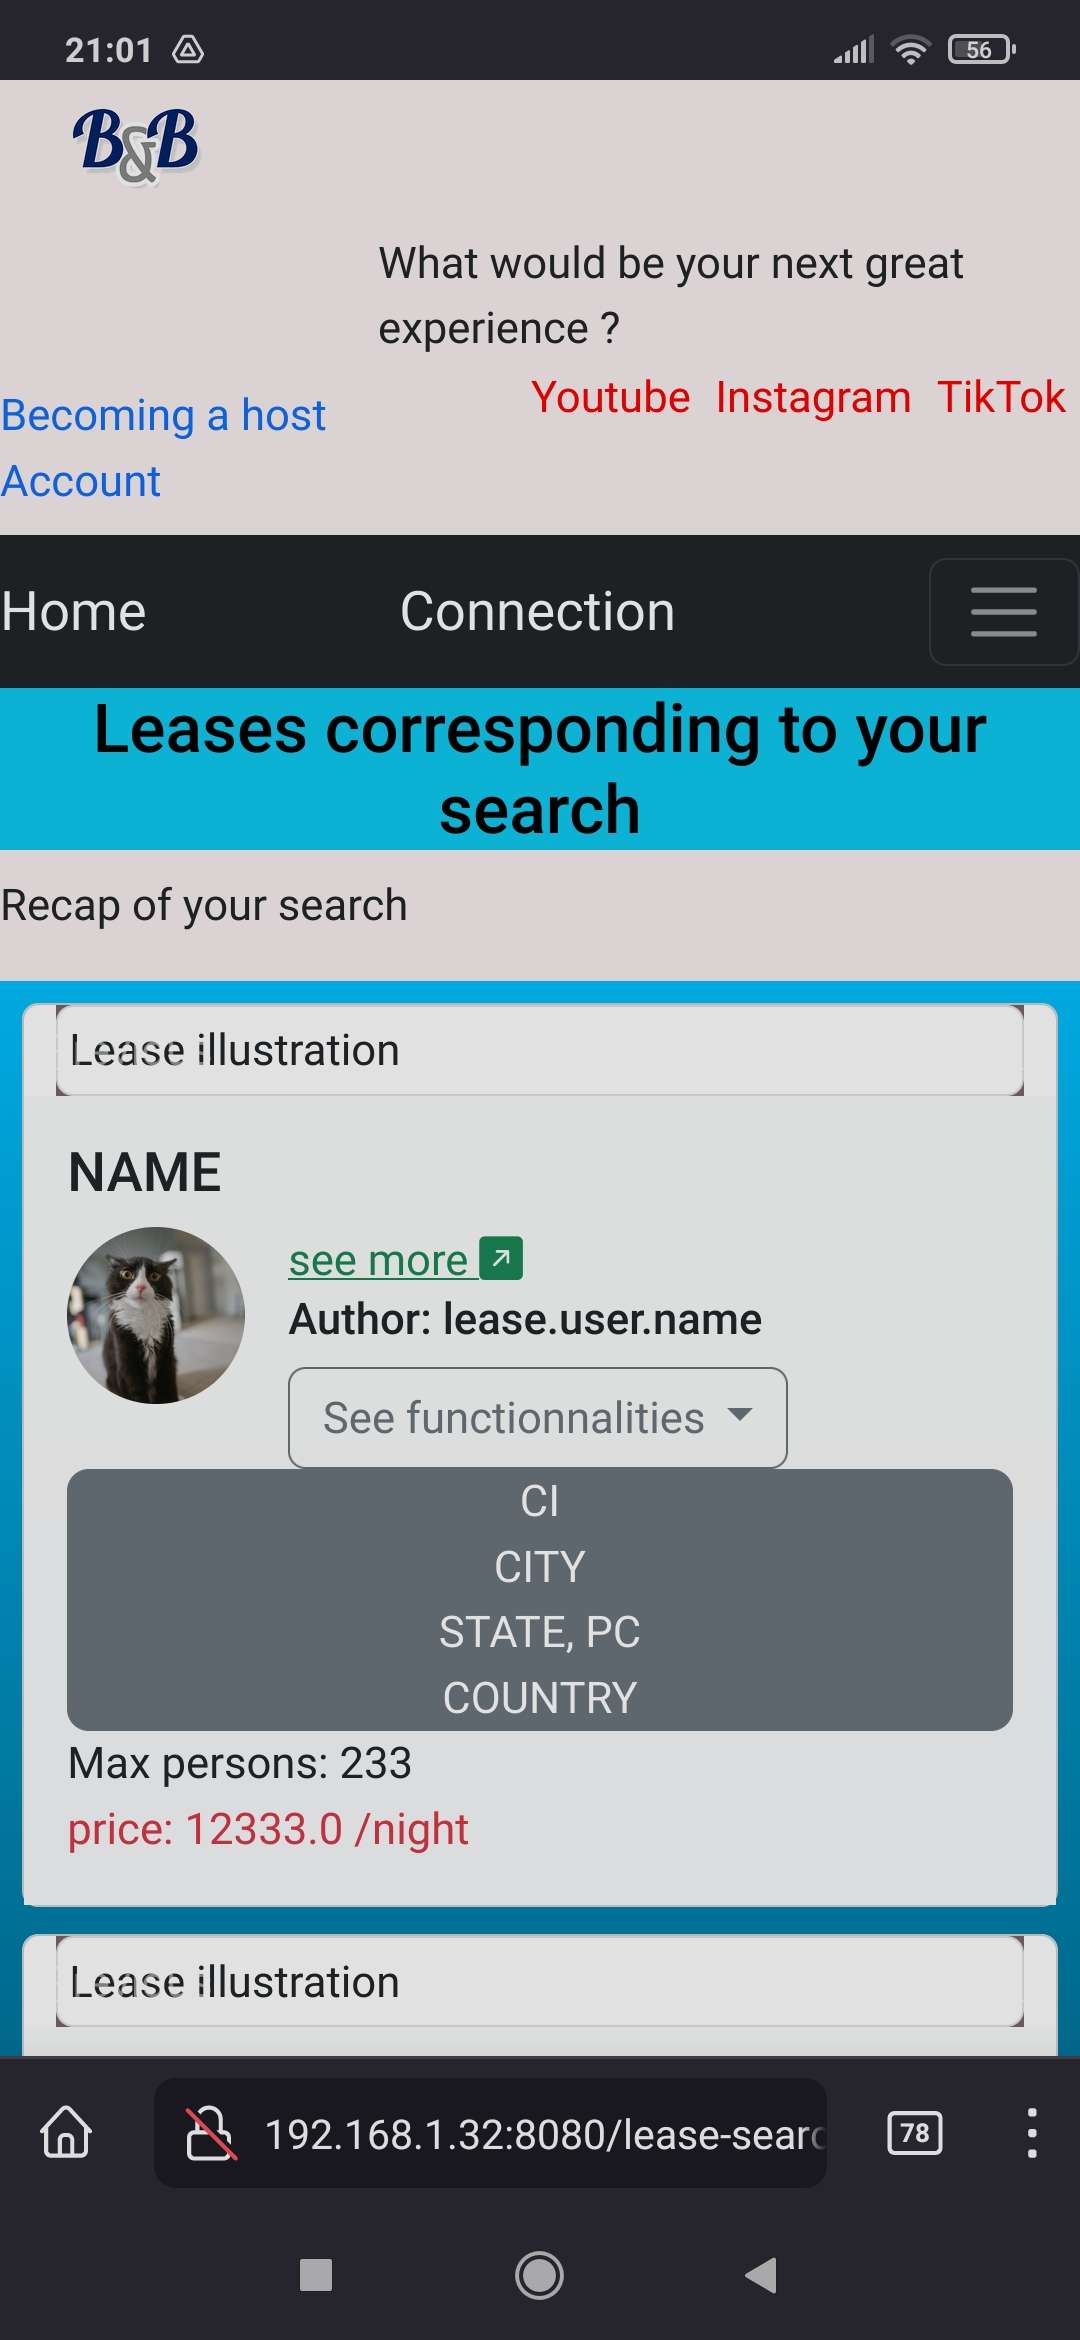 21:01
56
B&B
What would be your next great
experience ?
Becoming a host
Youtube Instagram TikTok
Account
Home Connection
Leases corresponding to your
search
Recap of your search
Lease illustration
NAME
see more
Author: lease.user.name
See functionnalities
CI
CITY
STATE, PC
COUNTRY
Max persons: 233
price: 12333.0 /night
Lease illustration
192.168.1.32:8080/lease-searc
78